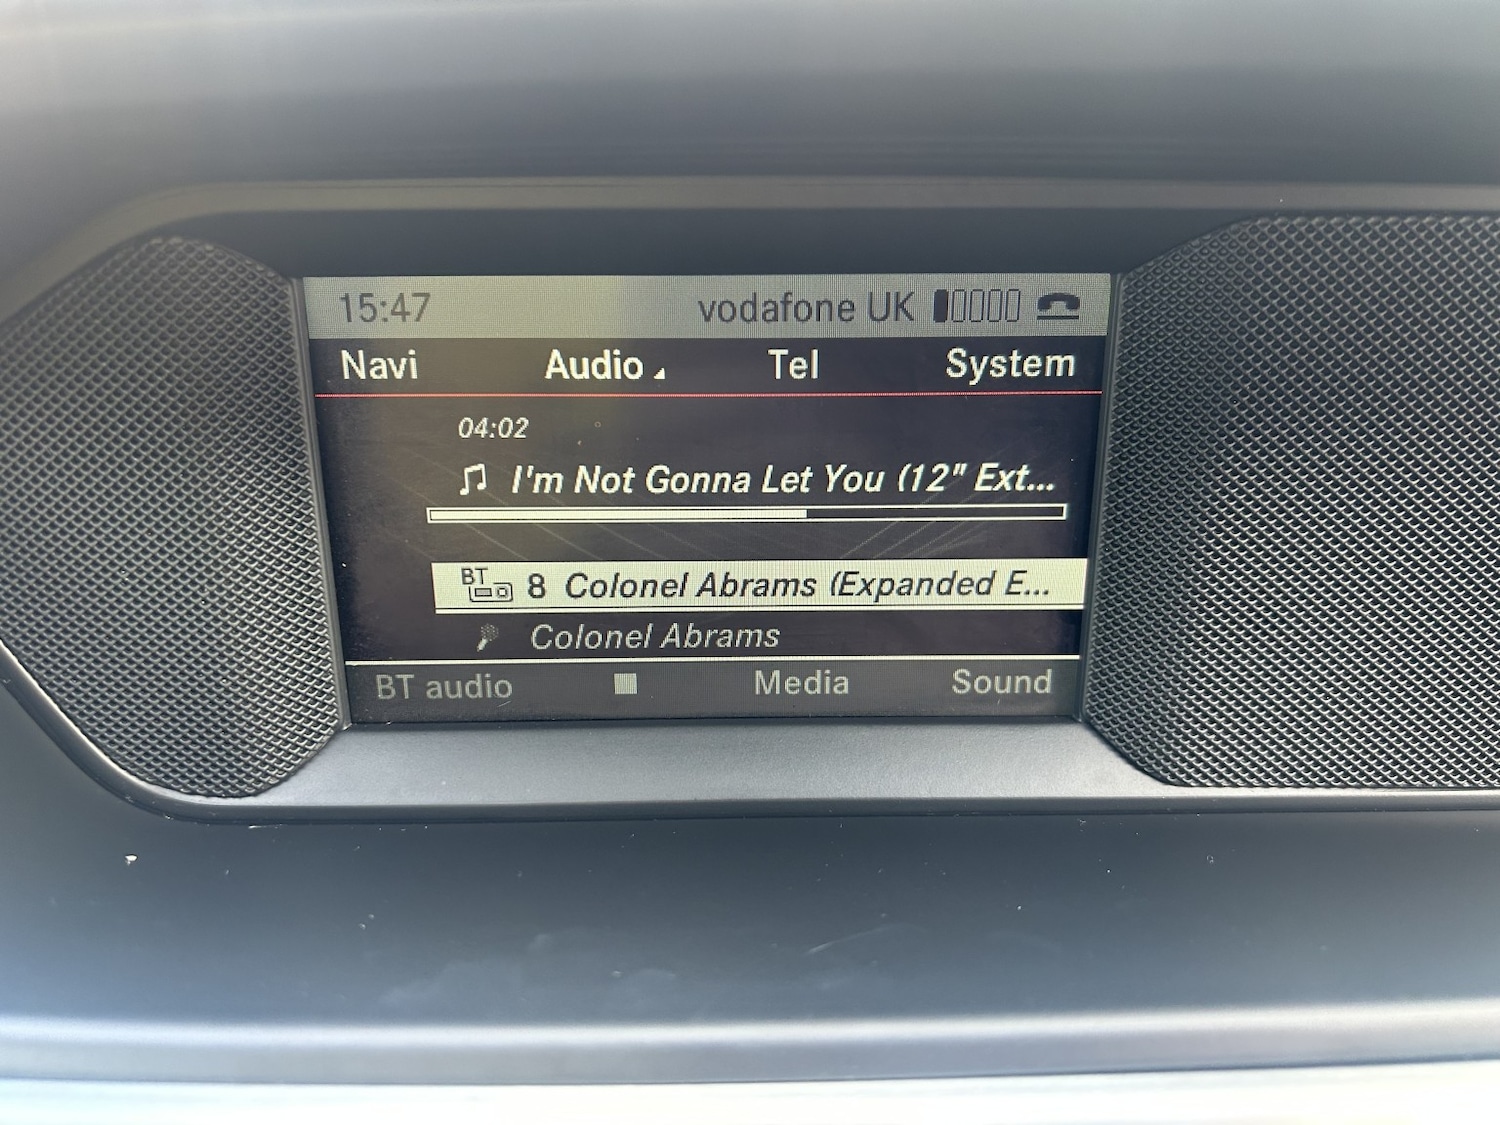 15:47 vodafone UK
Navi Audio Tel System
04:02
I'm Not Gonna Let You (12" Ext...
BT 8 Colonel Abrams (Expanded E...
Colonel Abrams
BT audio Media Sound